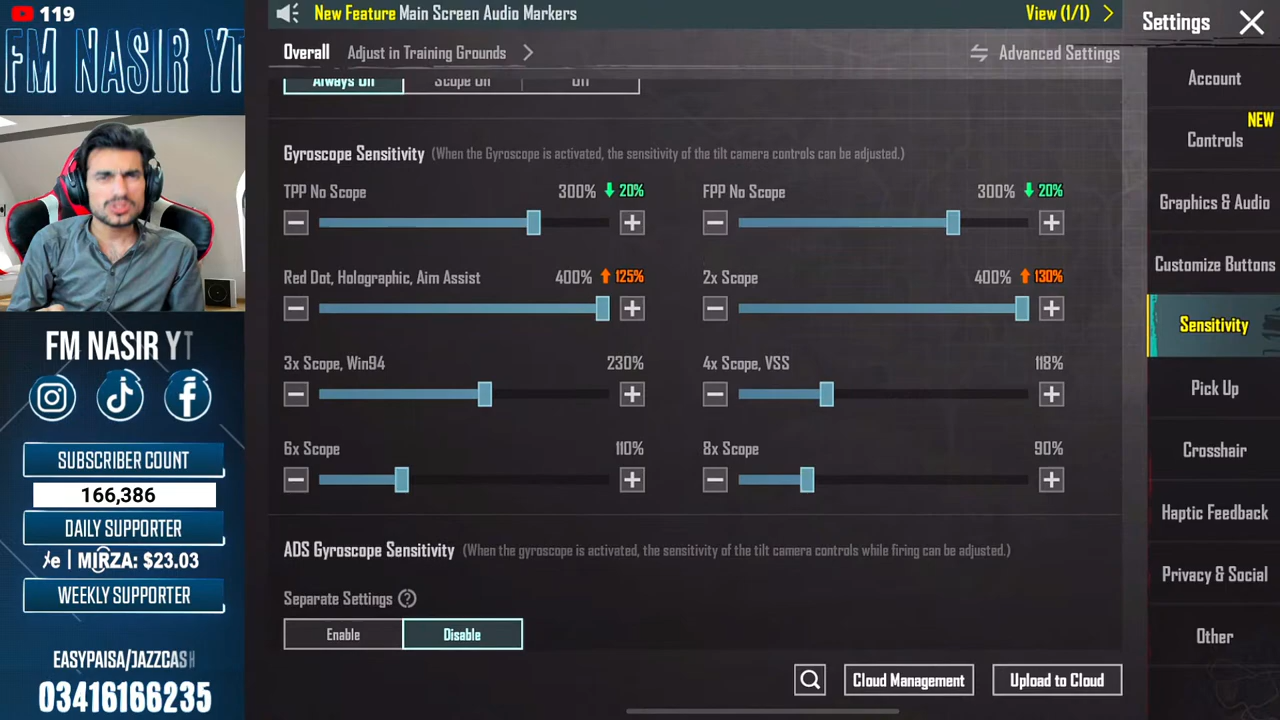 119
FM NASIR YT
FM NASIR YT
SUBSCRIBER COUNT
166,386
DAILY SUPPORTER
MIRZA: $23.03
WEEKLY SUPPORTER
EASYPAISA/JAZZCASH
03416166235
New Feature Main Screen Audio Markers
View (1/1)
Overall
Adjust in Training Grounds
Advanced Settings
Always On
Scope On
Off
Gyroscope Sensitivity (When the Gyroscope is activated, the sensitivity of the tilt camera controls can be adjusted.)
TPP No Scope 300% 20%
FPP No Scope 300% 20%
Red Dot, Holographic, Aim Assist 400% 125%
2x Scope 400% 130%
3x Scope, Win94 230%
4x Scope, VSS 118%
6x Scope 110%
8x Scope 90%
ADS Gyroscope Sensitivity (When the gyroscope is activated, the sensitivity of the tilt camera controls while firing can be adjusted.)
Separate Settings ?
Enable
Disable
Cloud Management
Upload to Cloud
Settings
Account
NEW
Controls
Graphics & Audio
Customize Buttons
Sensitivity
Pick Up
Crosshair
Haptic Feedback
Privacy & Social
Other